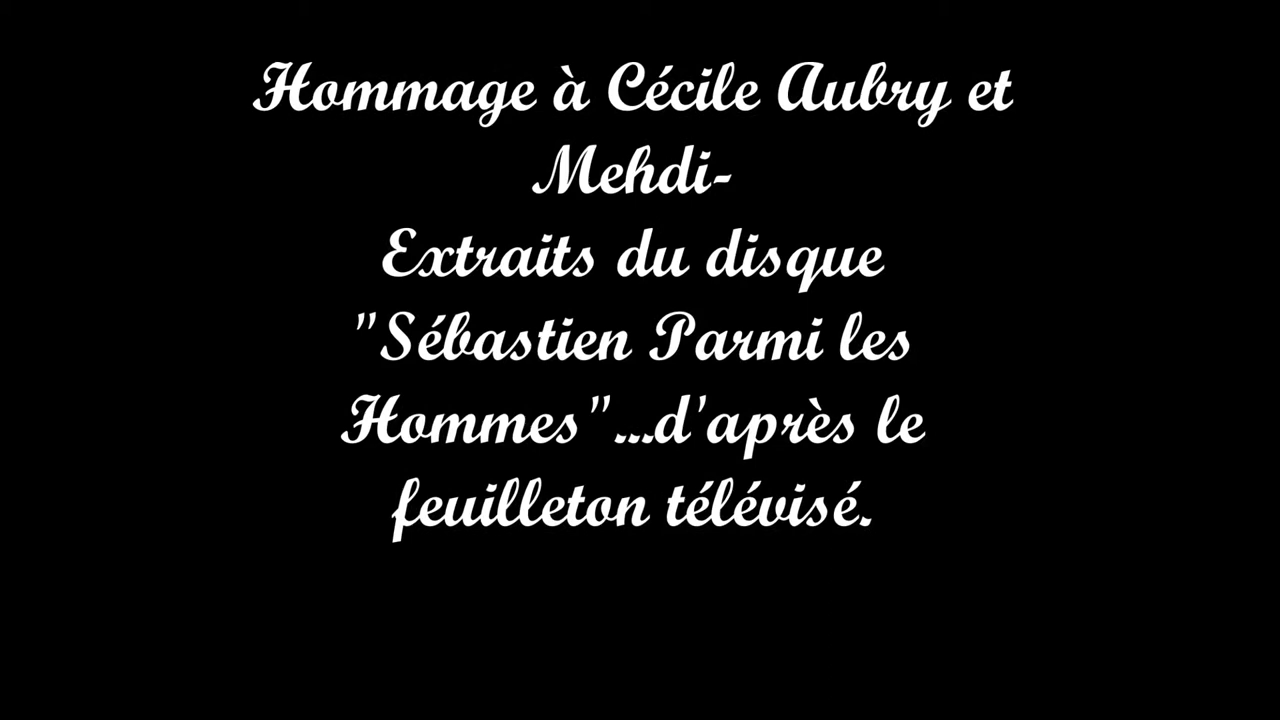 Hommage à Cécile Aubry et
Mehdi-
Extraits du disque
"Sébastien Parmi les
Hommes"...d'après le
feuilleton télévisé.